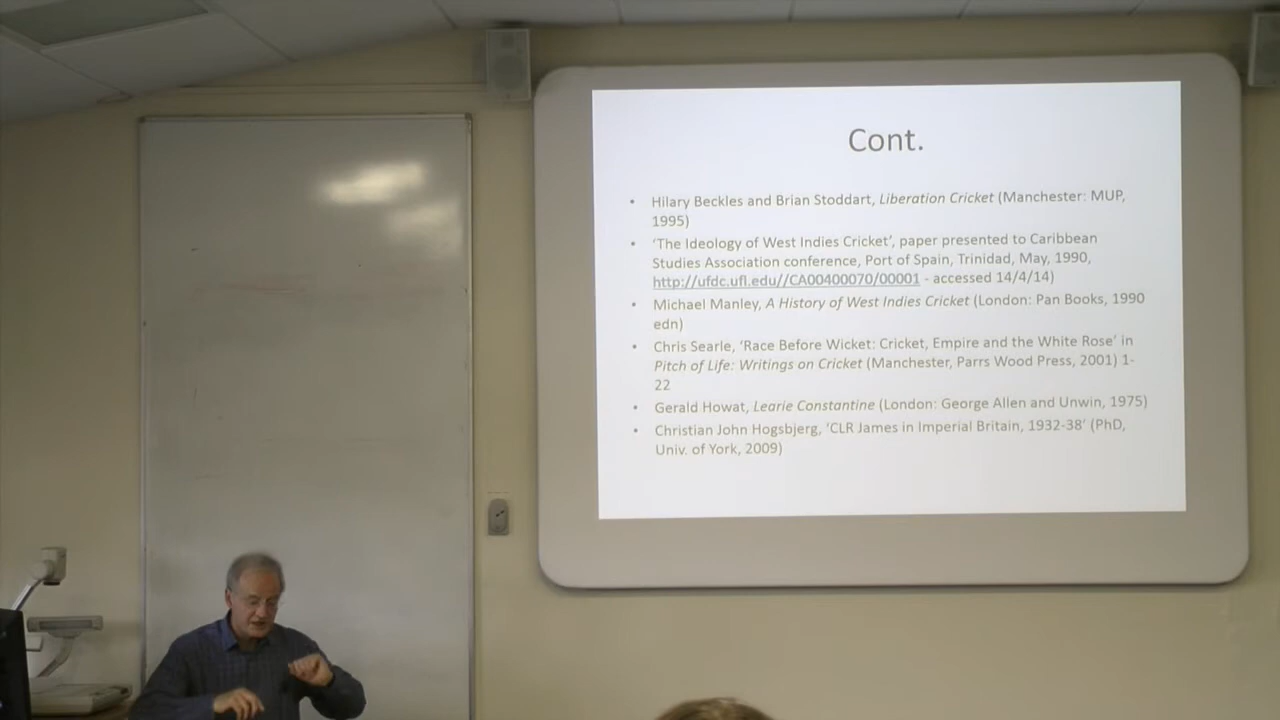 Cont.
• Hilary Beckles and Brian Stoddart, Liberation Cricket (Manchester: MUP,
1995)
• ‘The Ideology of West Indies Cricket’, paper presented to Caribbean
Studies Association conference, Port of Spain, Trinidad, May, 1990,
http://ufdc.ufl.edu//CA00400070/00001 - accessed 14/4/14)
• Michael Manley, A History of West Indies Cricket (London: Pan Books, 1990
edn)
• Chris Searle, ‘Race Before Wicket: Cricket, Empire and the White Rose’ in
Pitch of Life: Writings on Cricket (Manchester, Parrs Wood Press, 2001) 1-
22
• Gerald Howat, Learie Constantine (London: George Allen and Unwin, 1975)
• Christian John Hogsbjerg, ‘CLR James in Imperial Britain, 1932-38’ (PhD,
Univ. of York, 2009)